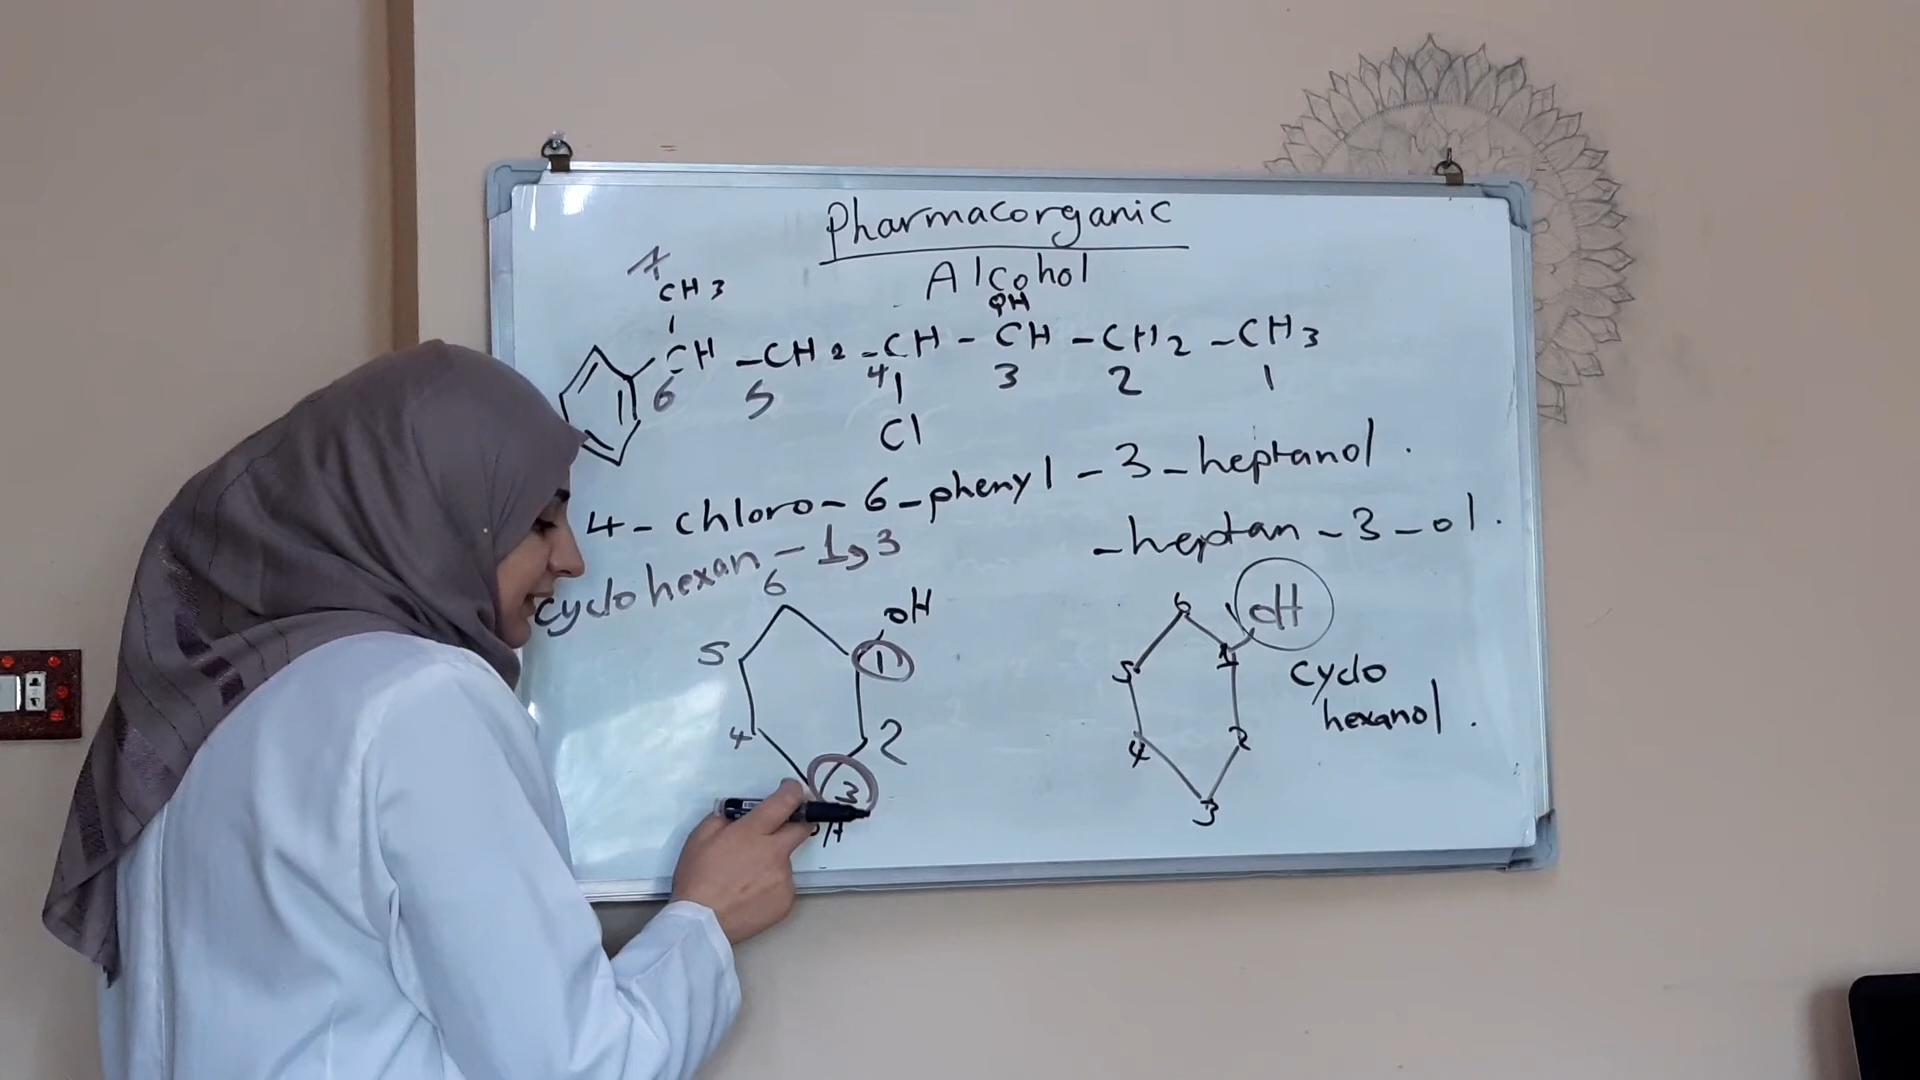 Pharmacorganic
Alcohol
7
CH3
OH
CH - CH2 - CH - CH - CH2 - CH3
6 5 4 3 2 1
Cl
4 - chloro - 6 - phenyl - 3 - heptanol.
- heptan - 3 - ol.
cyclohexan - 1,3
6 OH
5 1
4 2
3
OH
6 OH
5 1
4 2
3
cyclo
hexanol.